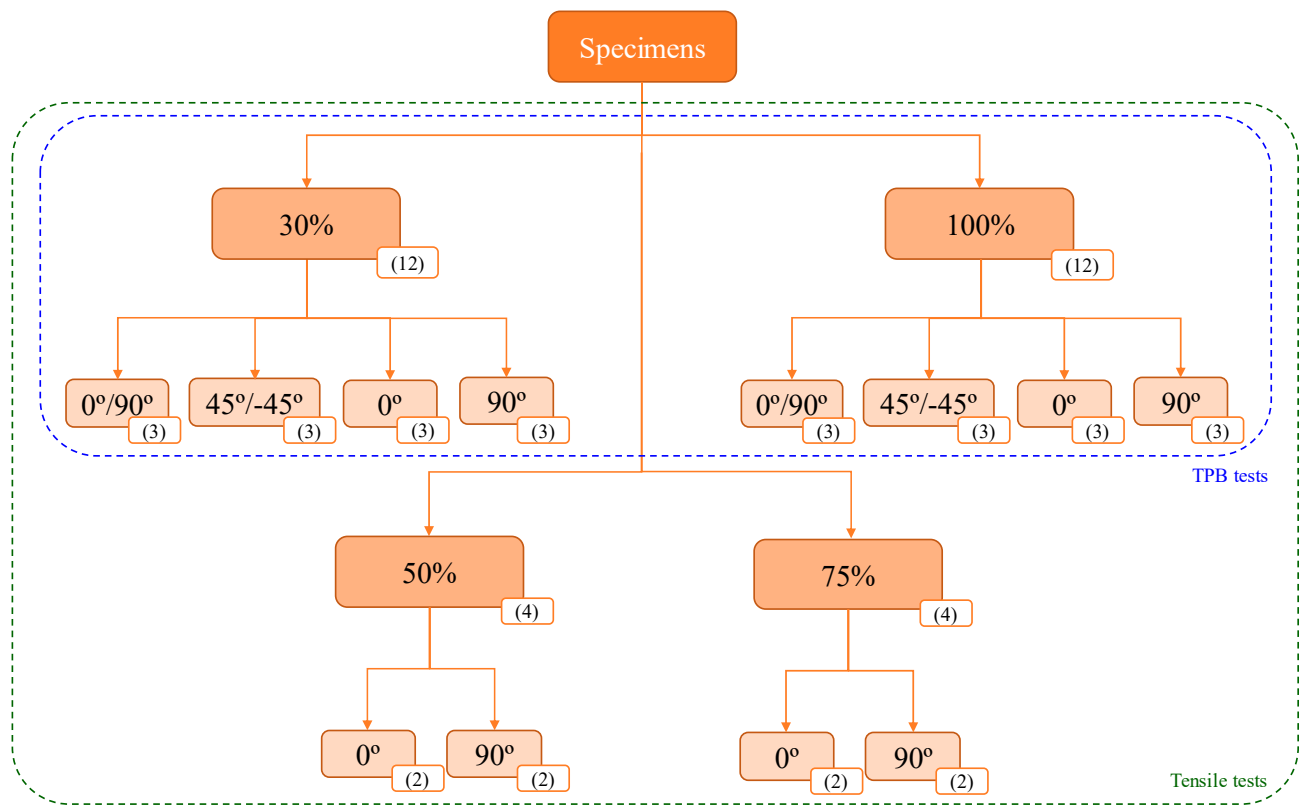 Specimens
30%
(12)
100%
(12)
0º/90º
(3)
45º/-45º
(3)
0º
(3)
90º
(3)
0º/90º
(3)
45º/-45º
(3)
0º
(3)
90º
(3)
TPB tests
50%
(4)
75%
(4)
0º
(2)
90º
(2)
0º
(2)
90º
(2)
Tensile tests